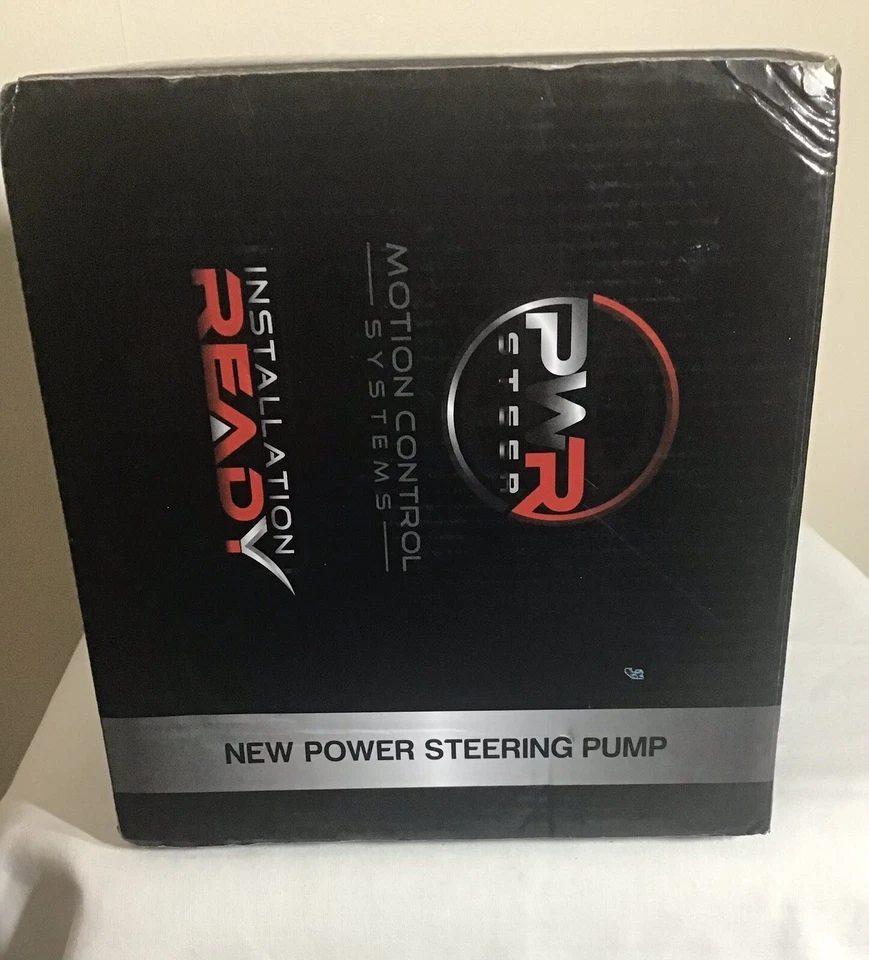 PWR
STEER
MOTION CONTROL
SYSTEMS
INSTALLATION
READY
NEW POWER STEERING PUMP